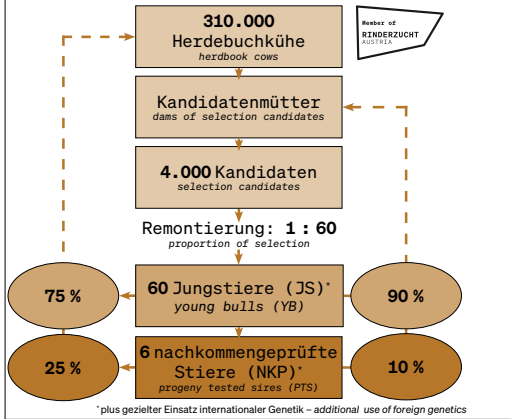 310.000
Herdebuchkühe
herdbook cows
Member of
RINDERZUCHT
AUSTRIA
Kandidatenmütter
dams of selection candidates
4.000 Kandidaten
selection candidates
Remontierung: 1 : 60
proportion of selection
75 %
60 Jungstiere (JS)*
young bulls (YB)
90 %
25 %
6 nachkommengeprüfte
Stiere (NKP)*
progeny tested sires (PTS)
10 %
* plus gezielter Einsatz internationaler Genetik – additional use of foreign genetics